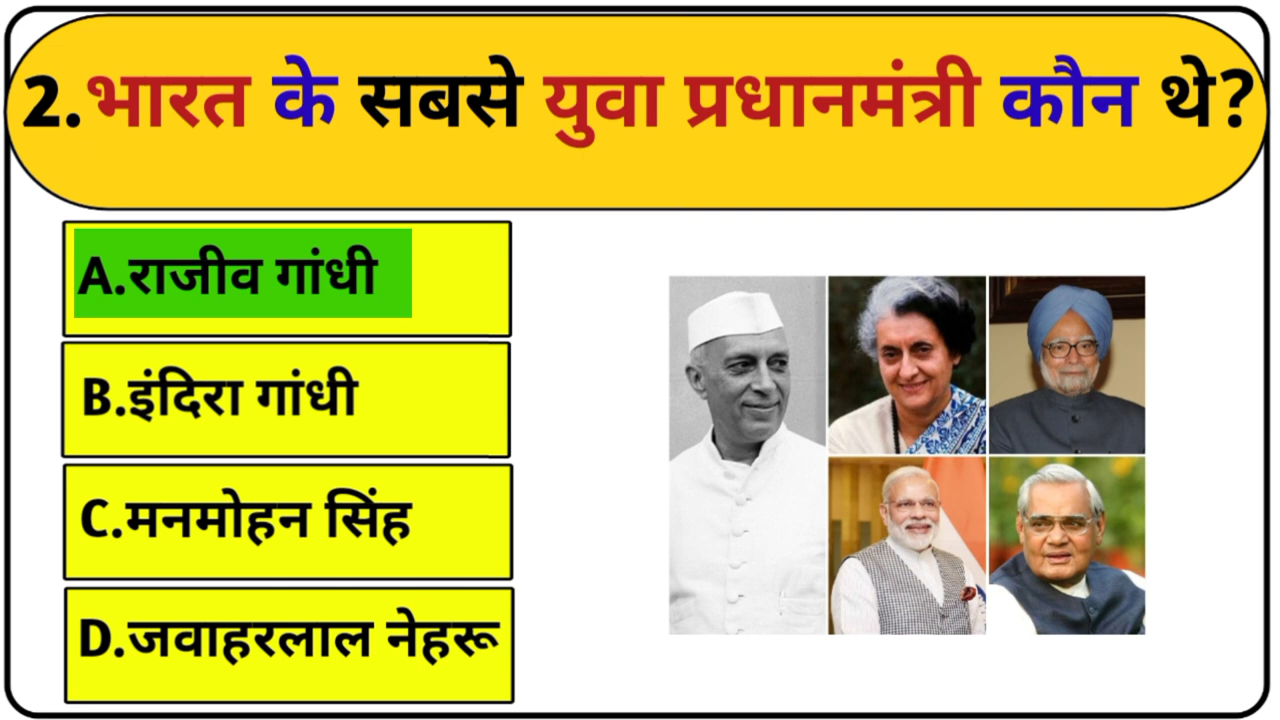 2.भारत के सबसे युवा प्रधानमंत्री कौन थे?
A.राजीव गांधी
B.इंदिरा गांधी
C.मनमोहन सिंह
D.जवाहरलाल नेहरू